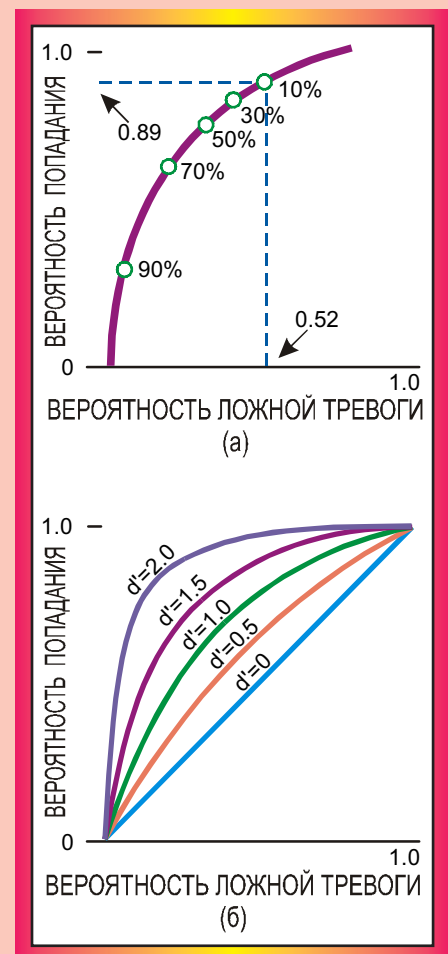 1.0
10%
30%
0.89
50%
70%
90%
0.52
0
1.0
ВЕРОЯТНОСТЬ ПОПАДАНИЯ
ВЕРОЯТНОСТЬ ЛОЖНОЙ ТРЕВОГИ
(а)
1.0
d'=2.0
d'=1.5
d'=1.0
d'=0.5
d'=0
0
1.0
ВЕРОЯТНОСТЬ ПОПАДАНИЯ
ВЕРОЯТНОСТЬ ЛОЖНОЙ ТРЕВОГИ
(б)